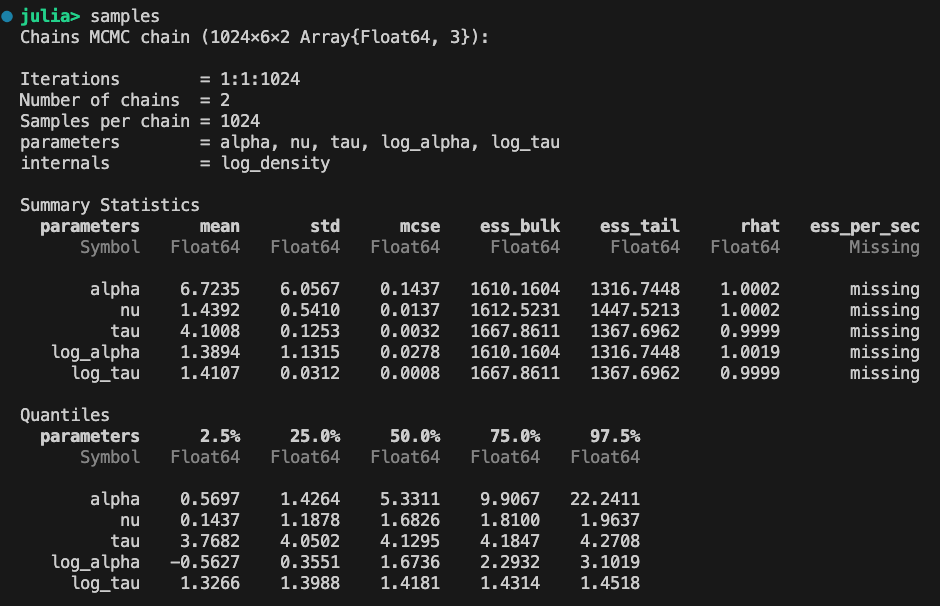 julia> samples
Chains MCMC chain (1024×6×2 Array{Float64, 3}):
Iterations        = 1:1:1024
Number of chains  = 2
Samples per chain = 1024
parameters        = alpha, nu, tau, log_alpha, log_tau
internals         = log_density
Summary Statistics
parameters mean std mcse ess_bulk ess_tail rhat ess_per_sec
Symbol Float64 Float64 Float64 Float64 Float64 Float64 Missing
alpha 6.7235 6.0567 0.1437 1610.1604 1316.7448 1.0002 missing
nu 1.4392 0.5410 0.0137 1612.5231 1447.5213 1.0002 missing
tau 4.1008 0.1253 0.0032 1667.8611 1367.6962 0.9999 missing
log_alpha 1.3894 1.1315 0.0278 1610.1604 1316.7448 1.0019 missing
log_tau 1.4107 0.0312 0.0008 1667.8611 1367.6962 0.9999 missing
Quantiles
parameters 2.5% 25.0% 50.0% 75.0% 97.5%
Symbol Float64 Float64 Float64 Float64 Float64
alpha 0.5697 1.4264 5.3311 9.9067 22.2411
nu 0.1437 1.1878 1.6826 1.8100 1.9637
tau 3.7682 4.0502 4.1295 4.1847 4.2708
log_alpha -0.5627 0.3551 1.6736 2.2932 3.1019
log_tau 1.3266 1.3988 1.4181 1.4314 1.4518